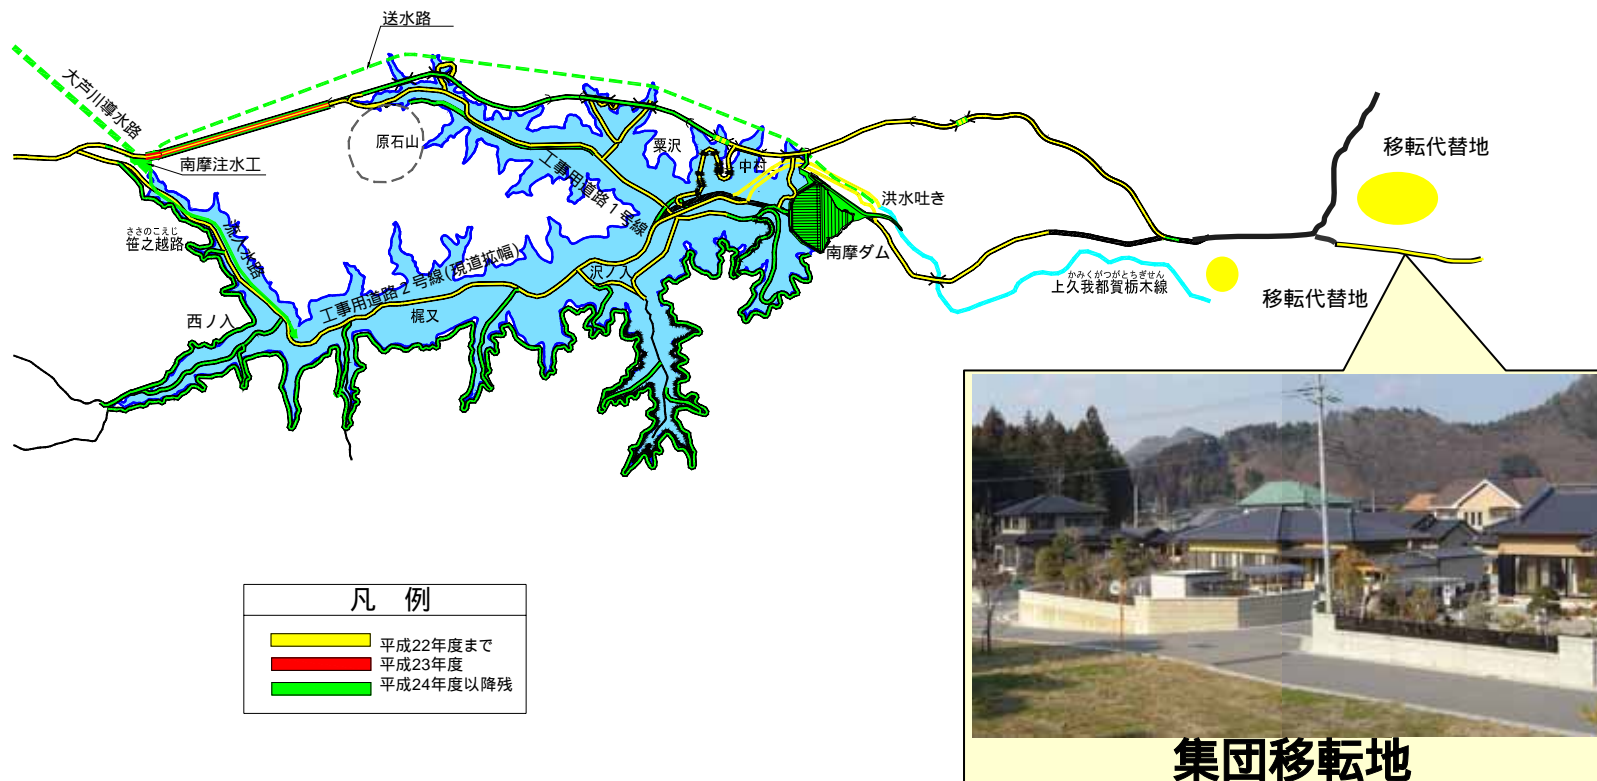 送水路
大芦川導水路
原石山
南摩注水工
粟沢
中村
移転代替地
工事用道路１号線
洪水吐き
ささのこえじ
笹之越路
流入水路
南摩ダム
工事用道路２号線(現道拡幅)
沢ノ入
かみくがつがとちぎせん
上久我都賀栃木線
移転代替地
西ノ入
梶又
凡　例
平成22年度まで
平成23年度
平成24年度以降残
集団移転地